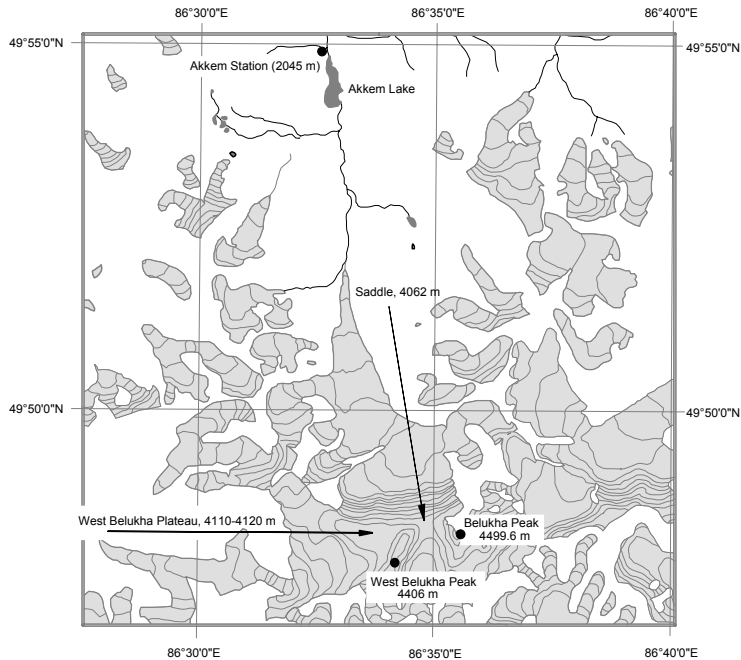 86°30'0"E
86°35'0"E
86°40'0"E
49°55'0"N
49°55'0"N
Akkem Station (2045 m)
Akkem Lake
Saddle, 4062 m
49°50'0"N
49°50'0"N
West Belukha Plateau, 4110-4120 m
Belukha Peak
4499.6 m
West Belukha Peak
4406 m
86°30'0"E
86°35'0"E
86°40'0"E